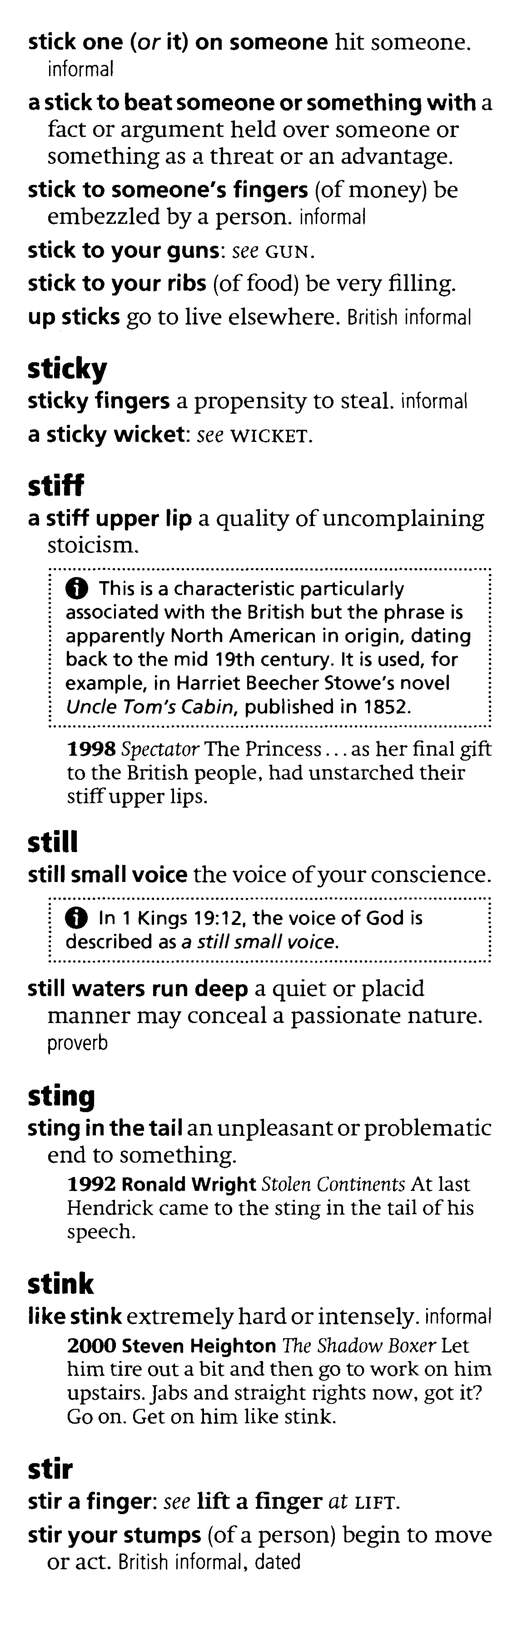 stick one (or it) on someone hit someone.
informal
a stick to beat someone or something with a
fact or argument held over someone or
something as a threat or an advantage.
stick to someone's fingers (of money) be
embezzled by a person. informal
stick to your guns: see GUN.
stick to your ribs (of food) be very filling.
up sticks go to live elsewhere. British informal
sticky
sticky fingers a propensity to steal. informal
a sticky wicket: see WICKET.
stiff
a stiff upper lip a quality of uncomplaining
stoicism.
This is a characteristic particularly
associated with the British but the phrase is
apparently North American in origin, dating
back to the mid 19th century. It is used, for
example, in Harriet Beecher Stowe's novel
Uncle Tom's Cabin, published in 1852.
1998 Spectator The Princess... as her final gift
to the British people, had unstarched their
stiff upper lips.
still
still small voice the voice of your conscience.
In 1 Kings 19:12, the voice of God is
described as a still small voice.
still waters run deep a quiet or placid
manner may conceal a passionate nature.
proverb
sting
sting in the tail an unpleasant or problematic
end to something.
1992 Ronald Wright Stolen Continents At last
Hendrick came to the sting in the tail of his
speech.
stink
like stink extremely hard or intensely. informal
2000 Steven Heighton The Shadow Boxer Let
him tire out a bit and then go to work on him
upstairs. Jabs and straight rights now, got it?
Go on. Get on him like stink.
stir
stir a finger: see lift a finger at LIFT.
stir your stumps (of a person) begin to move
or act. British informal, dated